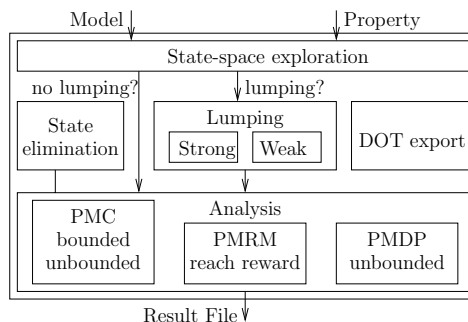 Model
Property
State-space exploration
no lumping?
lumping?
State
elimination
Lumping
Strong
Weak
DOT export
Analysis
PMC
bounded
unbounded
PMRM
reach reward
PMDP
unbounded
Result File